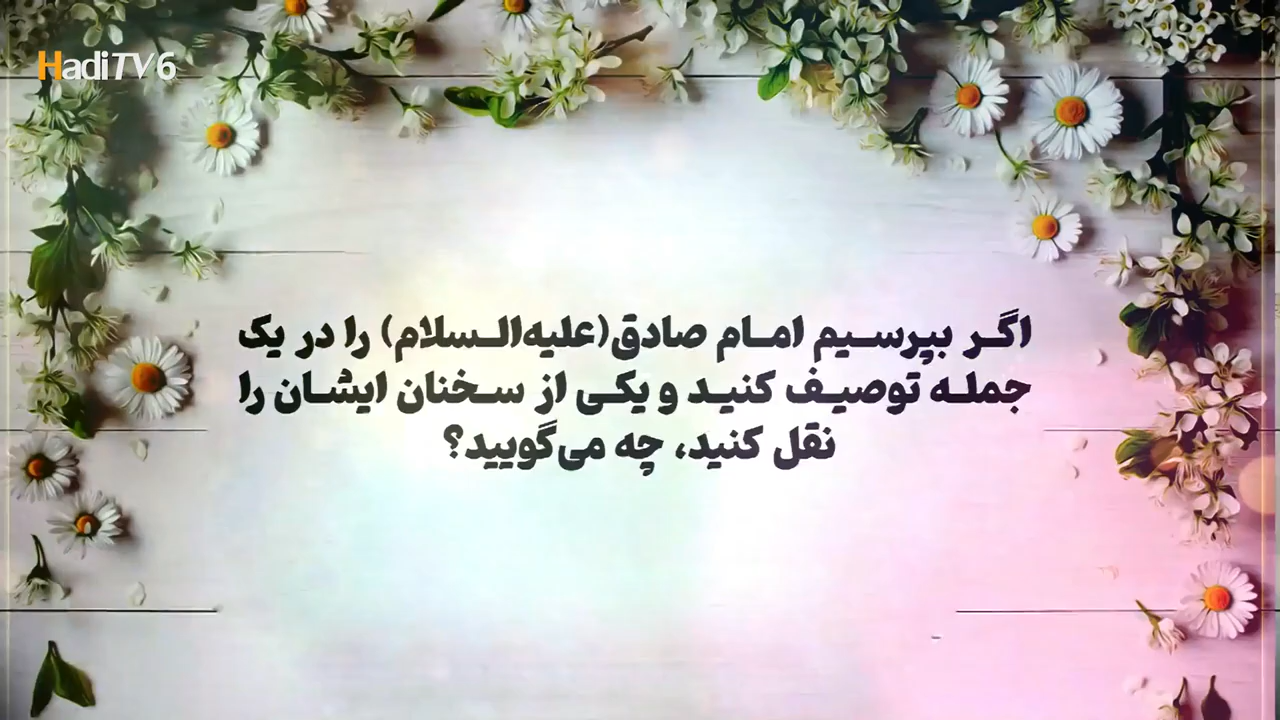 HadiTV6
اگر بپرسیم امام صادق(علیه‌السلام) را در یک
جمله توصیف کنید و یکی از سخنان ایشان را
نقل کنید، چه می‌گویید؟